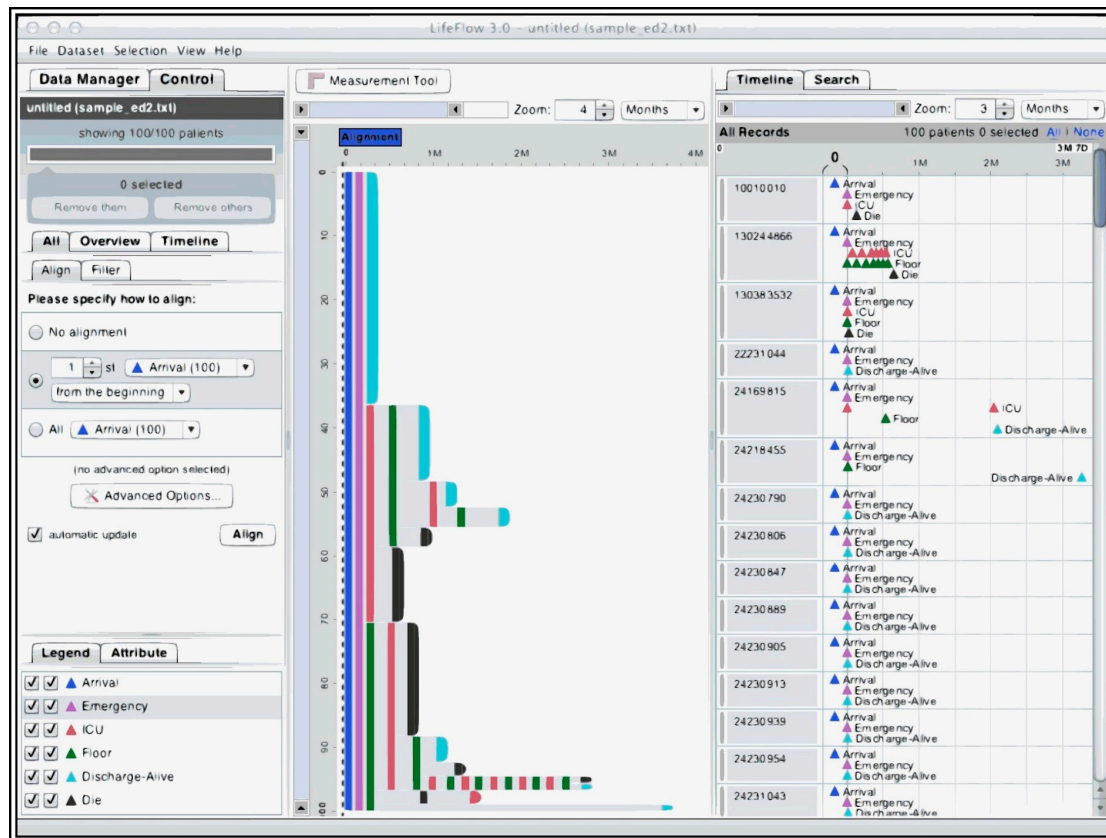 LifeFlow 3.0 - untitled (sample_ed2.txt)
File Dataset Selection View Help
Data Manager Control
untitled (sample_ed2.txt)
showing 100/100 patients
0 selected
Remove them Remove others
All Overview Timeline
Align Filter
Please specify how to align:
No alignment
1 st Arrival (100)
from the beginning
All Arrival (100)
(no advanced option selected)
Advanced Options...
automatic update Align
Legend Attribute
Arrival
Emergency
ICU
Floor
Discharge-Alive
Die
Measurement Tool
Zoom: 4 Months
Alignment
0 1M 2M 3M 4M
0
10
20
30
40
50
60
70
80
90
Timeline Search
Zoom: 3 Months
All Records 100 patients 0 selected All | None
0 3M 7D
0 1M 2M 3M
10010010 Arrival
Emergency
ICU
Die
130244866 Arrival
Emergency
ICU
Floor
Die
130383532 Arrival
Emergency
ICU
Floor
Die
22231044 Arrival
Emergency
Discharge-Alive
24169815 Arrival
Emergency
ICU
Floor
Discharge-Alive
24218455 Arrival
Emergency
Floor
Discharge-Alive
24230790 Arrival
Emergency
Discharge-Alive
24230806 Arrival
Emergency
Discharge-Alive
24230847 Arrival
Emergency
Discharge-Alive
24230889 Arrival
Emergency
Discharge-Alive
24230905 Arrival
Emergency
Discharge-Alive
24230913 Arrival
Emergency
Discharge-Alive
24230939 Arrival
Emergency
Discharge-Alive
24230954 Arrival
Emergency
Discharge-Alive
24231043 Arrival
Emergency
Discharge-Alive